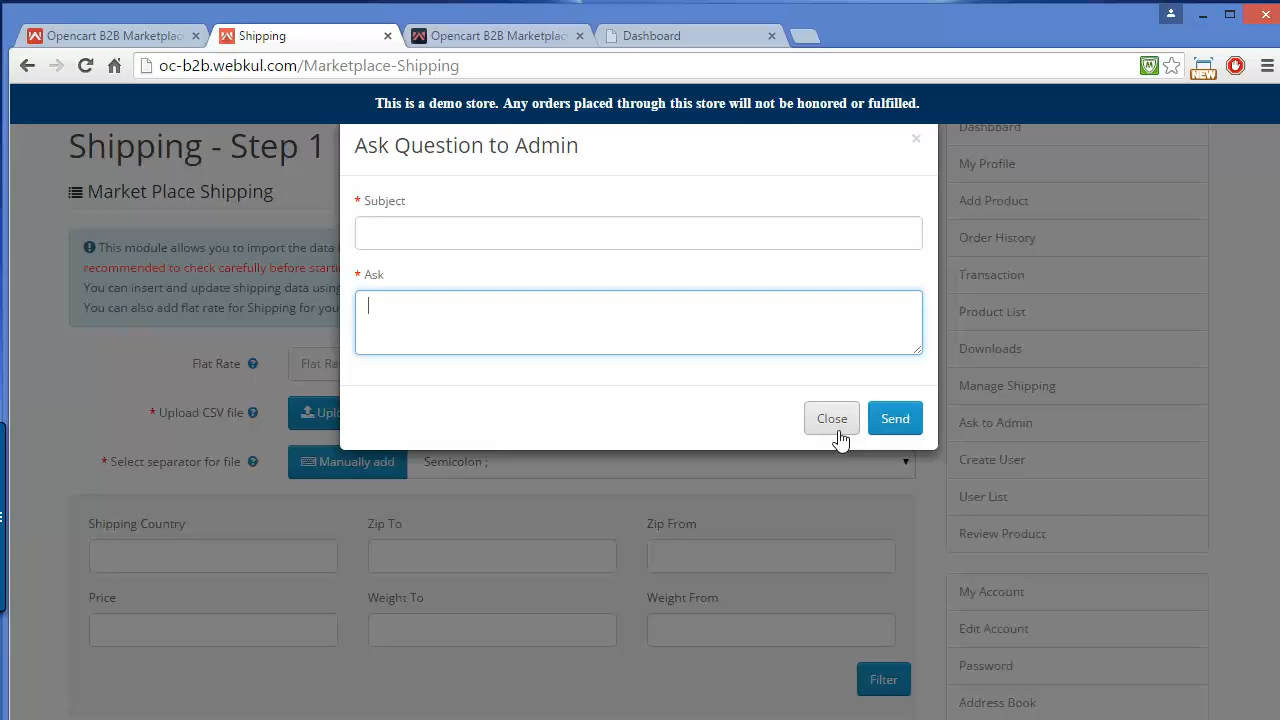 Opencart B2B Marketplac
Shipping
Opencart B2B Marketplac
Dashboard
oc-b2b.webkul.com/Marketplace-Shipping
NEW
This is a demo store. Any orders placed through this store will not be honored or fulfilled.
Shipping - Step 1
Market Place Shipping
This module allows you to import the data i
recommended to check carefully before starti
You can insert and update shipping data using
You can also add flat rate for Shipping for you
Flat Rate
Flat Ra
* Upload CSV file
Uplo
* Select separator for file
Manually add
Semicolon ;
Shipping Country
Zip To
Zip From
Price
Weight To
Weight From
Filter
Ask Question to Admin
×
* Subject
* Ask
Close
Send
Dashboard
My Profile
Add Product
Order History
Transaction
Product List
Downloads
Manage Shipping
Ask to Admin
Create User
User List
Review Product
My Account
Edit Account
Password
Address Book